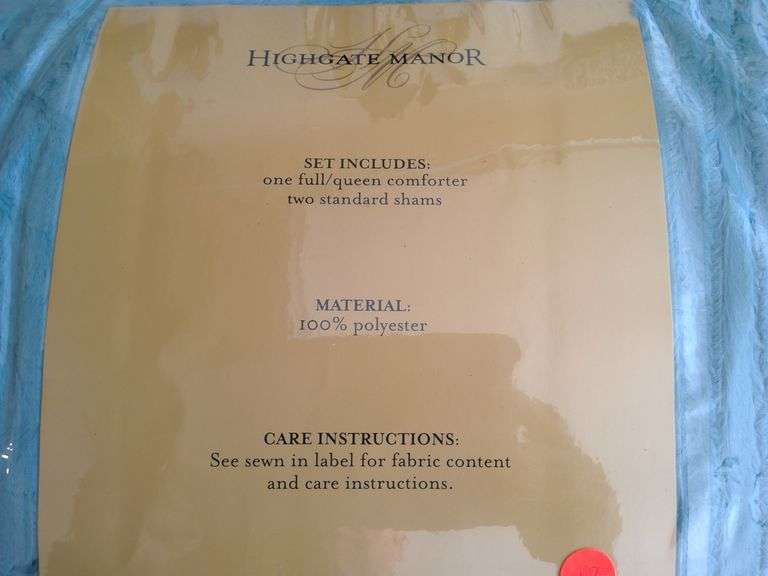 HIGHGATE MANOR
SET INCLUDES:
one full/queen comforter
two standard shams
MATERIAL:
100% polyester
CARE INSTRUCTIONS:
See sewn in label for fabric content
and care instructions.